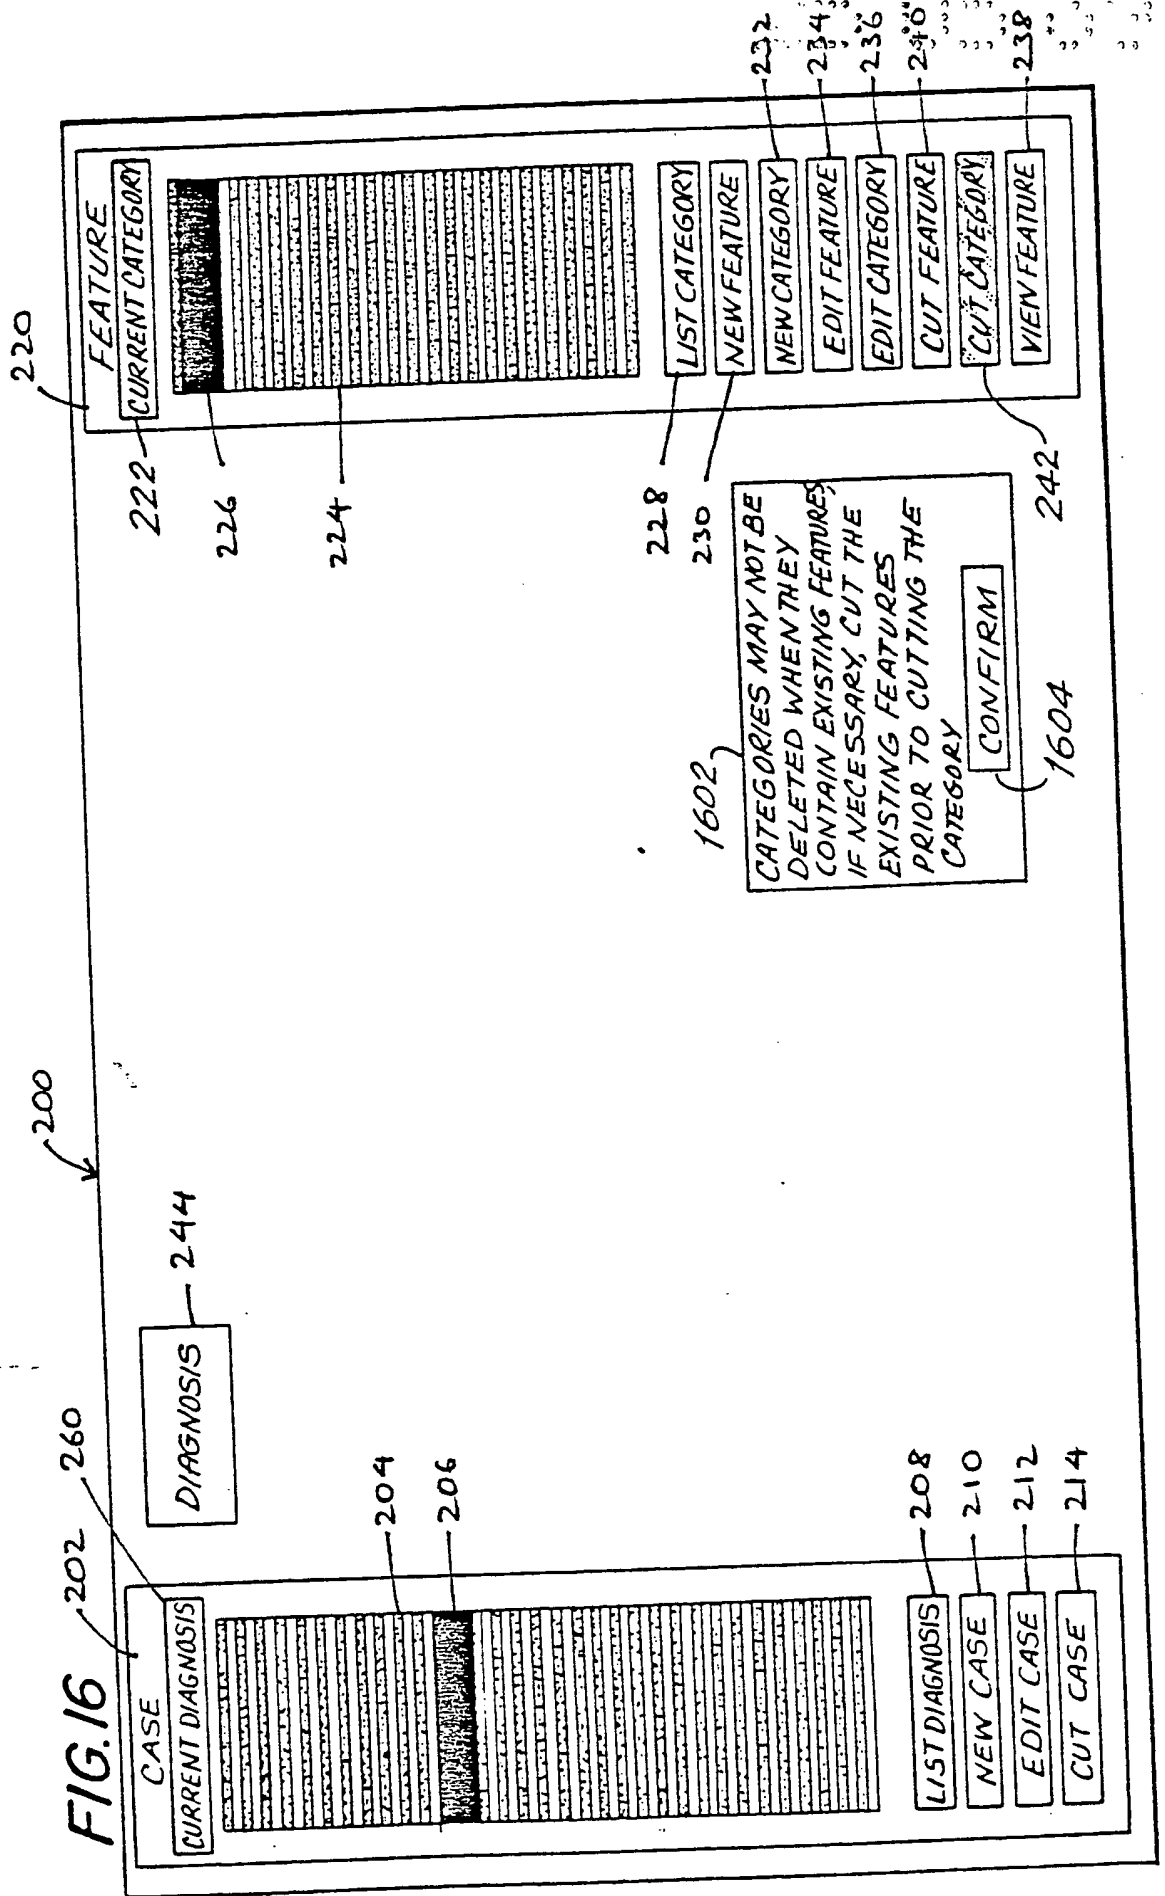 FIG. 16
200
202
260
CASE
CURRENT DIAGNOSIS
204
206
LIST DIAGNOSIS
208
NEW CASE
210
EDIT CASE
212
CUT CASE
214
DIAGNOSIS
244
1602
CATEGORIES MAY NOT BE
DELETED WHEN THEY
CONTAIN EXISTING FEATURES,
IF NECESSARY, CUT THE
EXISTING FEATURES
PRIOR TO CUTTING THE
CATEGORY
CONFIRM
1604
220
FEATURE
CURRENT CATEGORY
222
226
224
LIST CATEGORY
228
NEW FEATURE
230
NEW CATEGORY
232
EDIT FEATURE
234
EDIT CATEGORY
236
CUT FEATURE
240
CUT CATEGORY
242
VIEW FEATURE
238